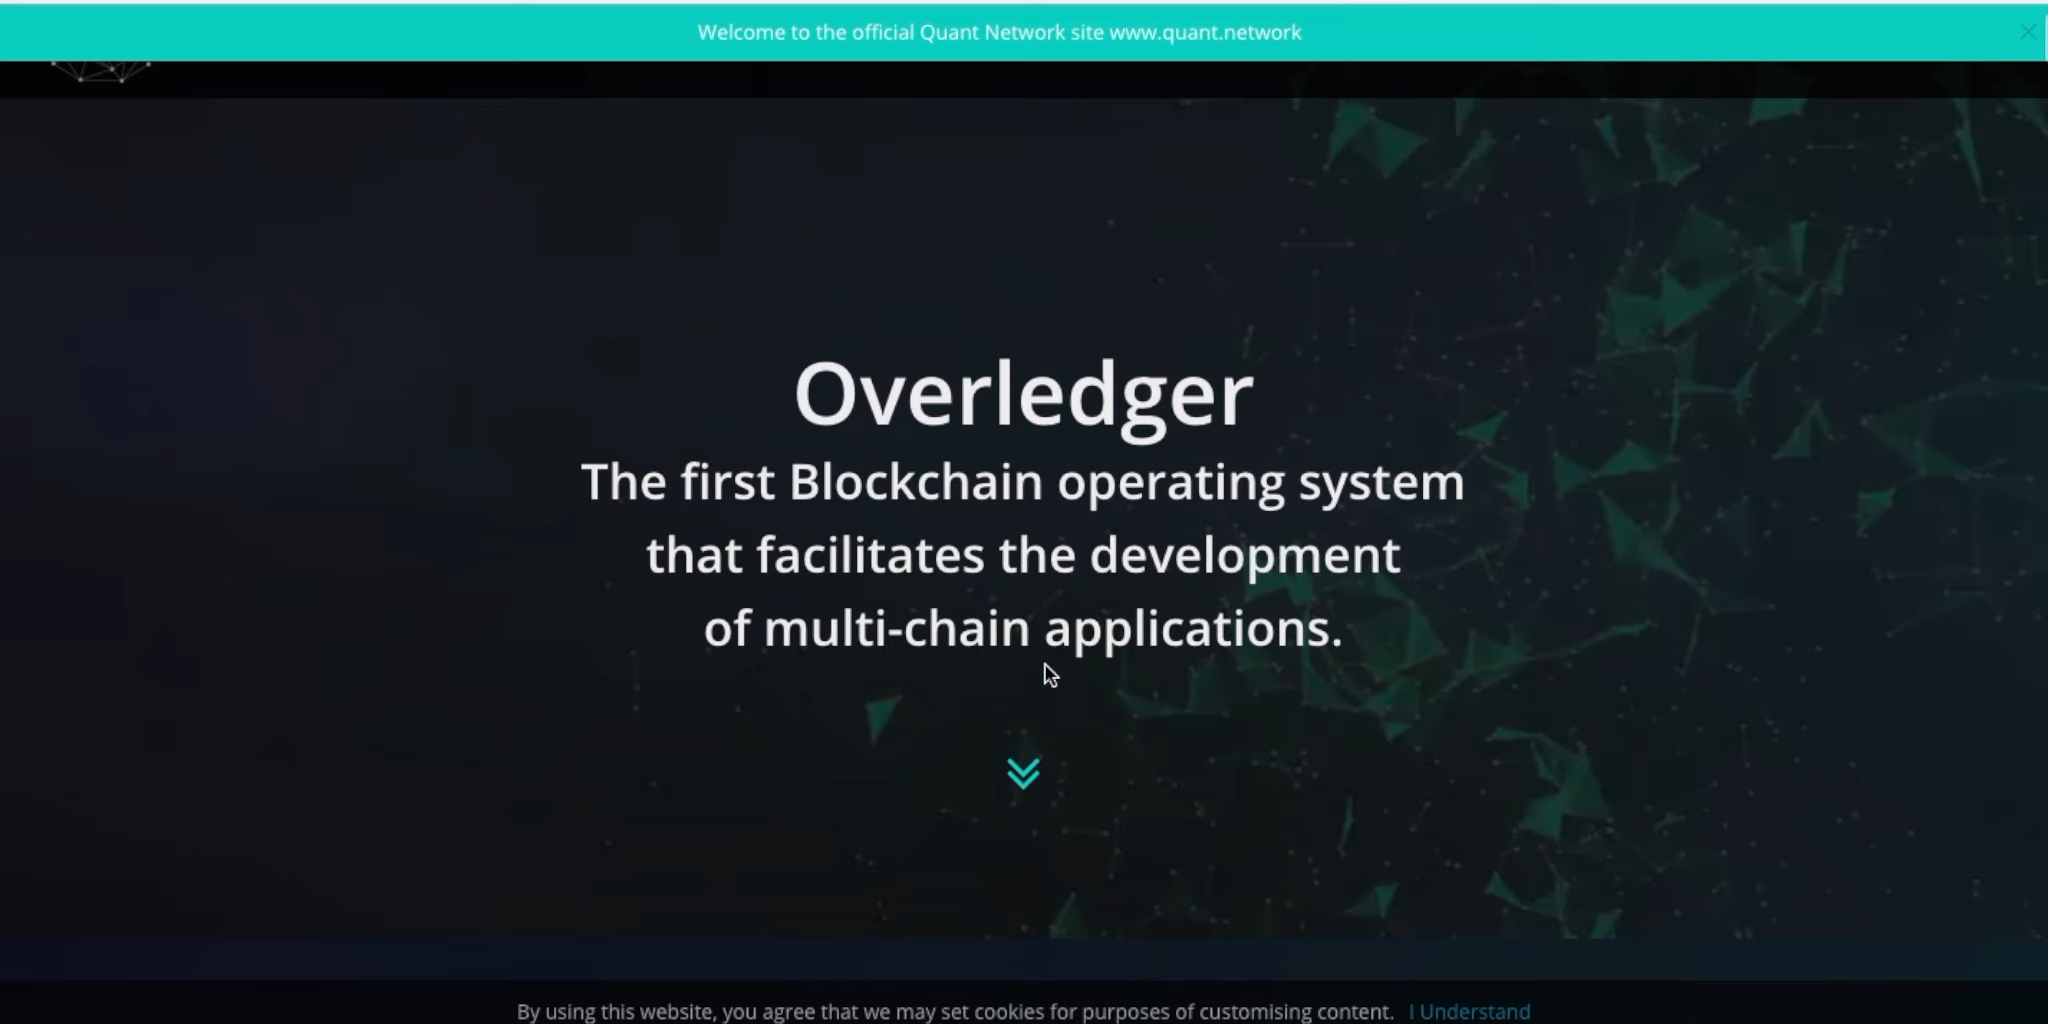 Welcome to the official Quant Network site www.quant.network
Overledger
The first Blockchain operating system
that facilitates the development
of multi-chain applications.
By using this website, you agree that we may set cookies for purposes of customising content. I Understand